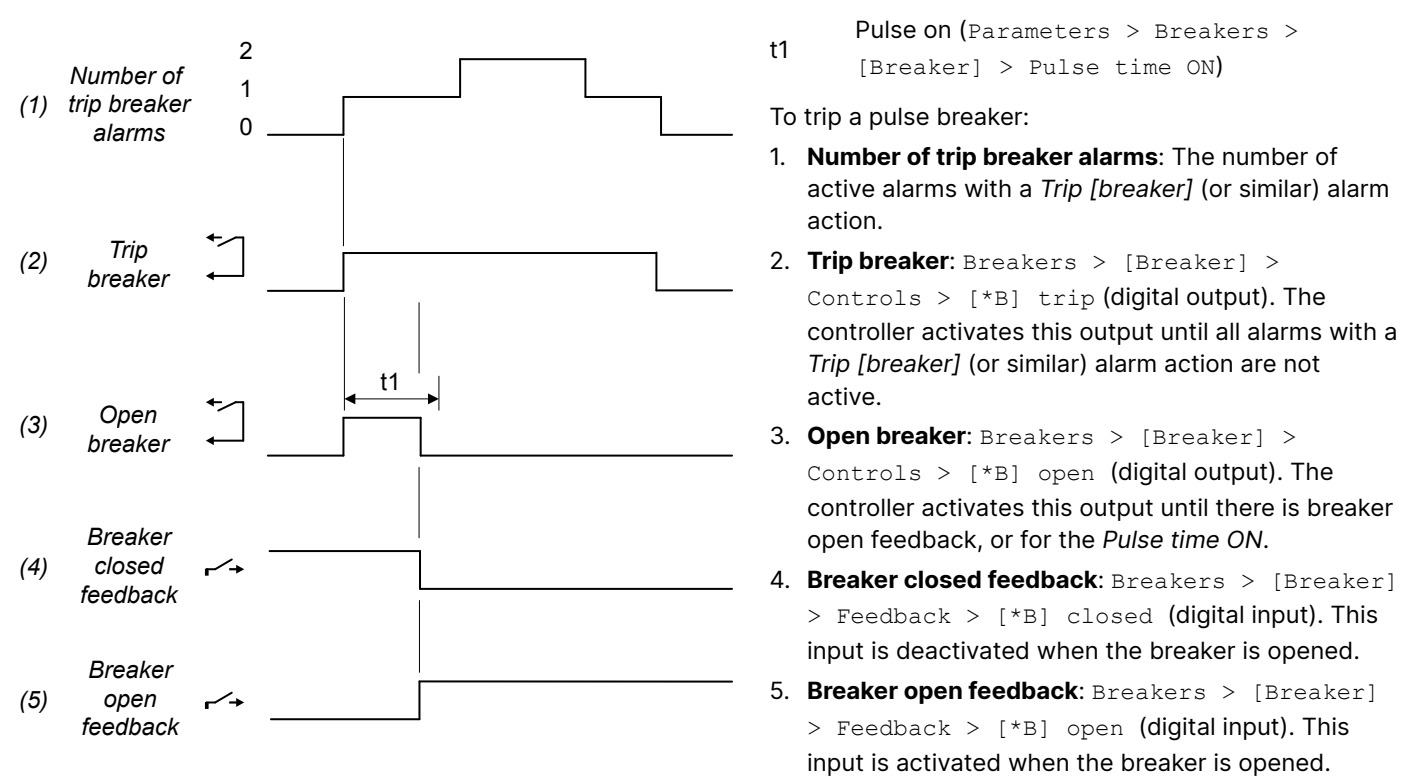 2
1
0
(1)
Number of
trip breaker
alarms
(2)
Trip
breaker
t1
(3)
Open
breaker
(4)
Breaker
closed
feedback
(5)
Breaker
open
feedback
t1
Pulse on (Parameters > Breakers >
[Breaker] > Pulse time ON)
To trip a pulse breaker:
1. Number of trip breaker alarms: The number of
active alarms with a Trip [breaker] (or similar) alarm
action.
2. Trip breaker: Breakers > [Breaker] >
Controls > [*B] trip (digital output). The
controller activates this output until all alarms with a
Trip [breaker] (or similar) alarm action are not
active.
3. Open breaker: Breakers > [Breaker] >
Controls > [*B] open (digital output). The
controller activates this output until there is breaker
open feedback, or for the Pulse time ON.
4. Breaker closed feedback: Breakers > [Breaker]
> Feedback > [*B] closed (digital input). This
input is deactivated when the breaker is opened.
5. Breaker open feedback: Breakers > [Breaker]
> Feedback > [*B] open (digital input). This
input is activated when the breaker is opened.